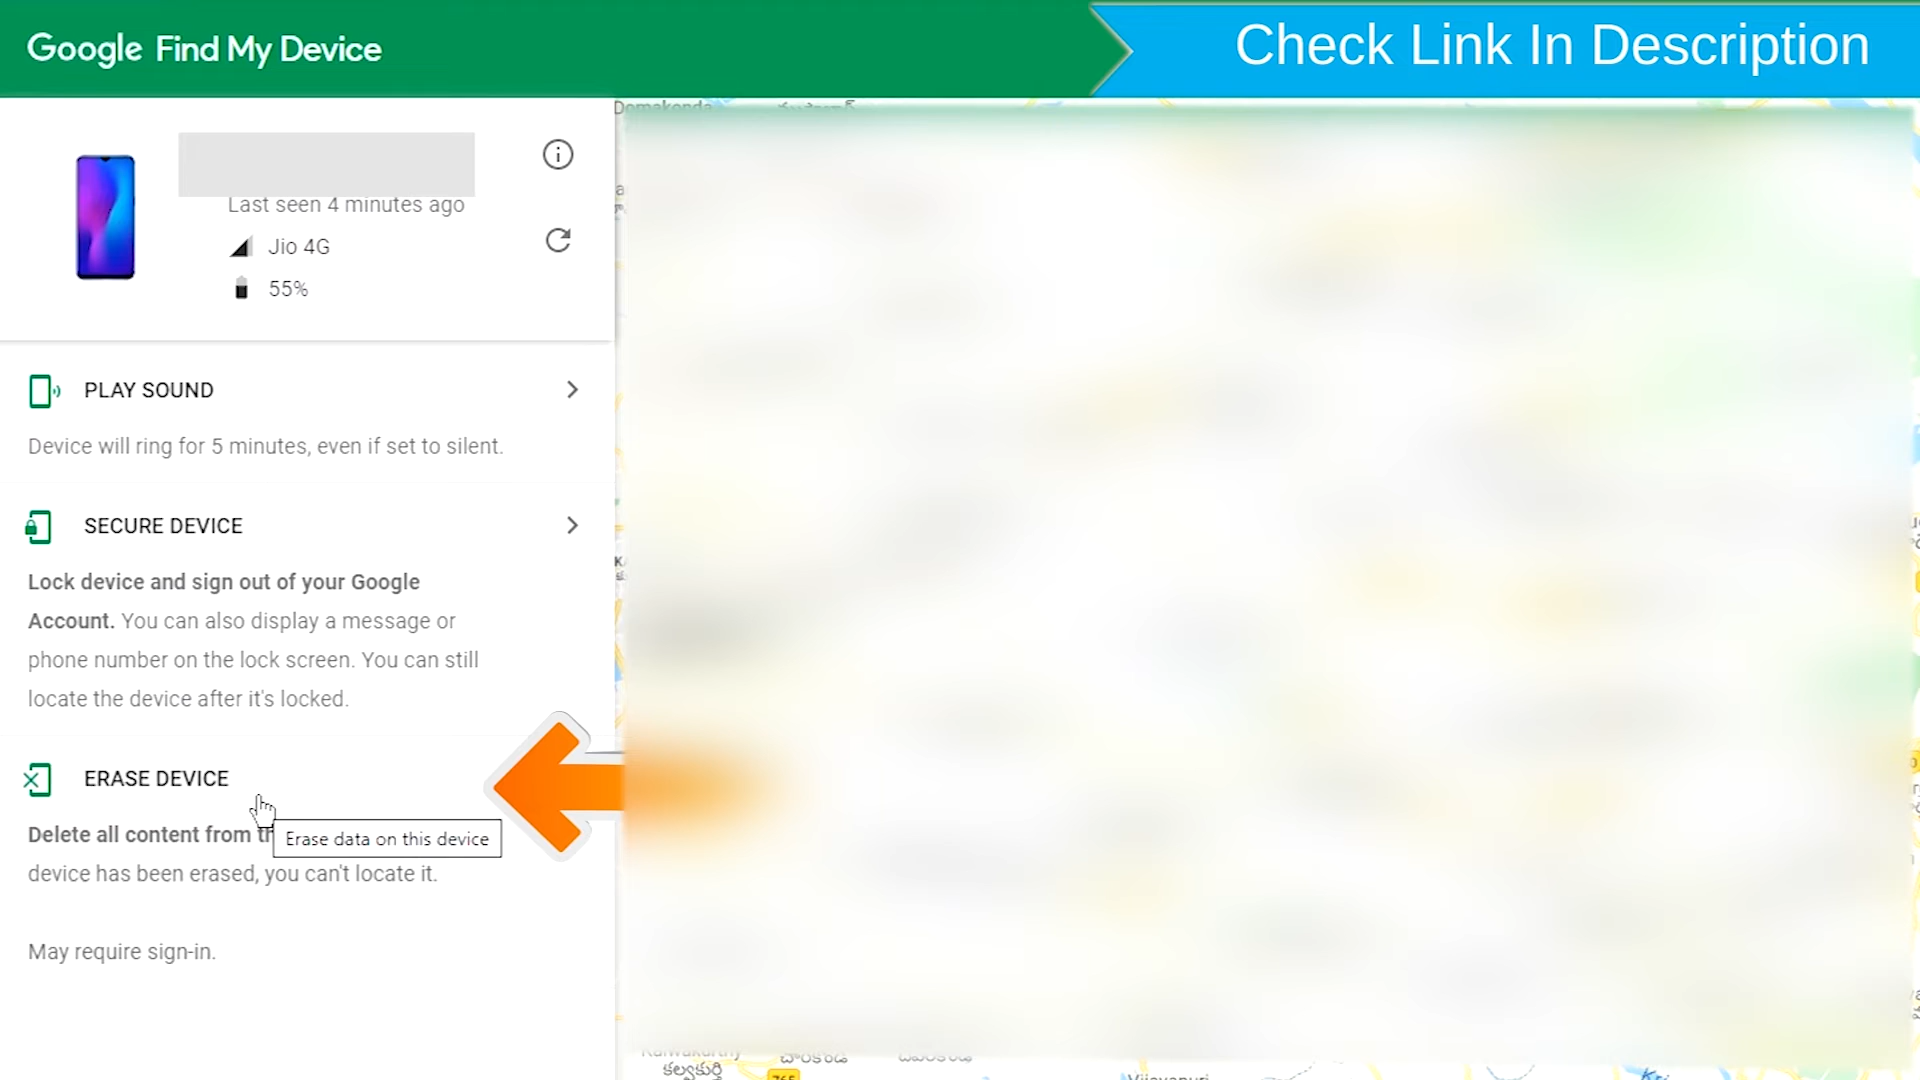 Google Find My Device
Check Link In Description
Domakonda
Last seen 4 minutes ago
Jio 4G
55%
PLAY SOUND
Device will ring for 5 minutes, even if set to silent.
SECURE DEVICE
Lock device and sign out of your Google
Account. You can also display a message or
phone number on the lock screen. You can still
locate the device after it's locked.
ERASE DEVICE
Delete all content from
Erase data on this device
device has been erased, you can't locate it.
May require sign-in.
కల్వకుర్తి
765